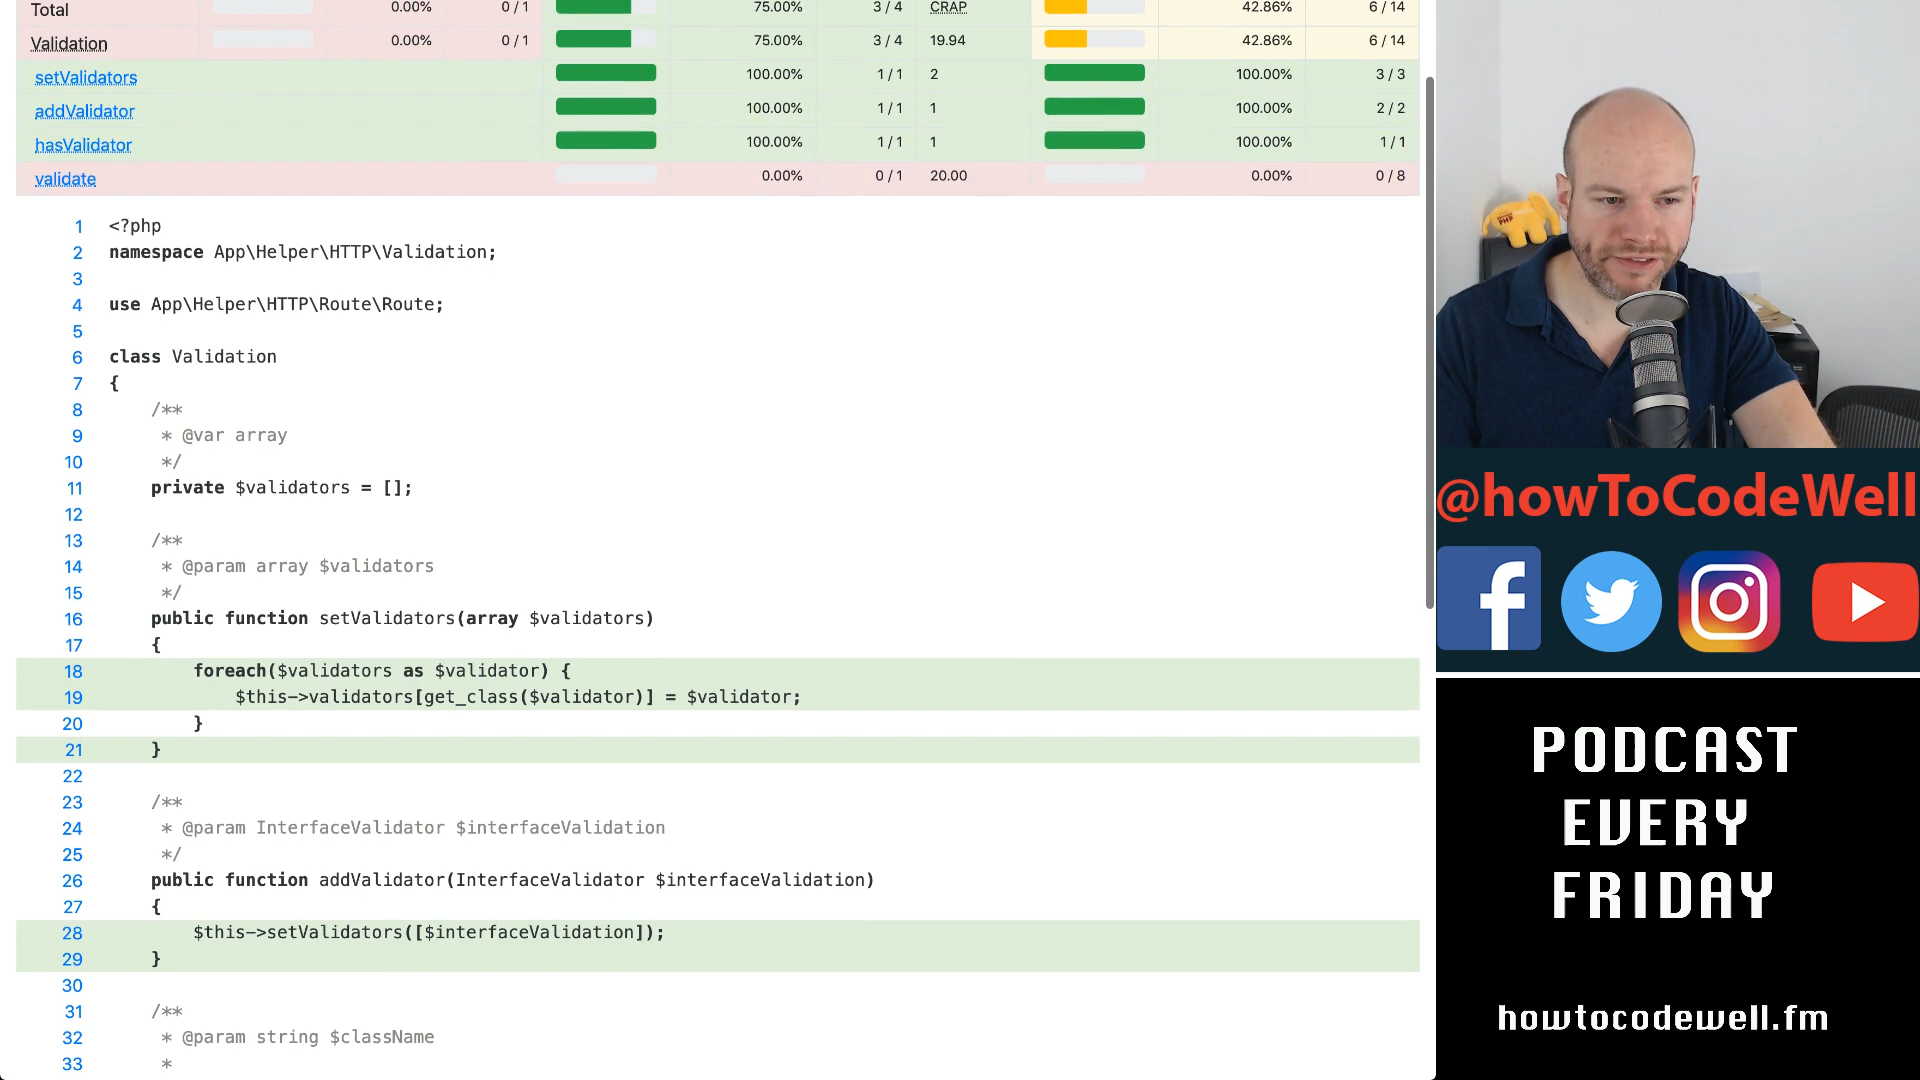 Total 0.00% 0 / 1 75.00% 3 / 4 CRAP 42.86% 6 / 14
Validation 0.00% 0 / 1 75.00% 3 / 4 19.94 42.86% 6 / 14
setValidators 100.00% 1 / 1 2 100.00% 3 / 3
addValidator 100.00% 1 / 1 1 100.00% 2 / 2
hasValidator 100.00% 1 / 1 1 100.00% 1 / 1
validate 0.00% 0 / 1 20.00 0.00% 0 / 8
1 <?php
2 namespace App\Helper\HTTP\Validation;
3
4 use App\Helper\HTTP\Route\Route;
5
6 class Validation
7 {
8 /**
9 * @var array
10 */
11 private $validators = [];
12
13 /**
14 * @param array $validators
15 */
16 public function setValidators(array $validators)
17 {
18 foreach($validators as $validator) {
19 $this->validators[get_class($validator)] = $validator;
20 }
21 }
22
23 /**
24 * @param InterfaceValidator $interfaceValidation
25 */
26 public function addValidator(InterfaceValidator $interfaceValidation)
27 {
28 $this->setValidators([$interfaceValidation]);
29 }
30
31 /**
32 * @param string $className
33 *
PHP
@howToCodeWell
PODCAST
EVERY
FRIDAY
howtocodewell.fm